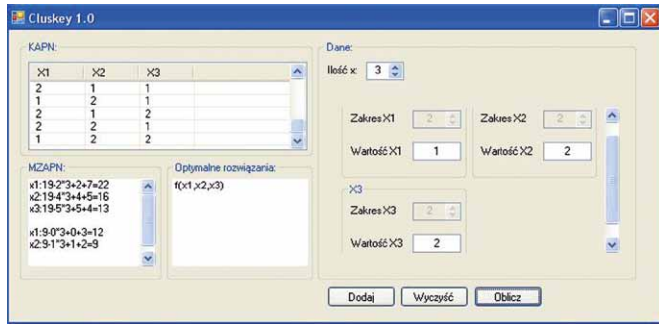 Cluskey 1.0
KAPN:
X1 X2 X3
2 1 1
1 2 1
2 1 2
2 2 1
1 2 2
MZAPN:
x1:19-2*3+2+7=22
x2:19-4*3+4+5=16
x3:19-5*3+5+4=13
x1:9-0*3+0+3=12
x2:9-1*3+1+2=9
Optymalne rozwiązania:
f(x1,x2,x3)
Dane:
Ilość x: 3
Zakres X1 2
Wartość X1 1
Zakres X2 2
Wartość X2 2
X3
Zakres X3 2
Wartość X3 2
Dodaj Wyczyść Oblicz